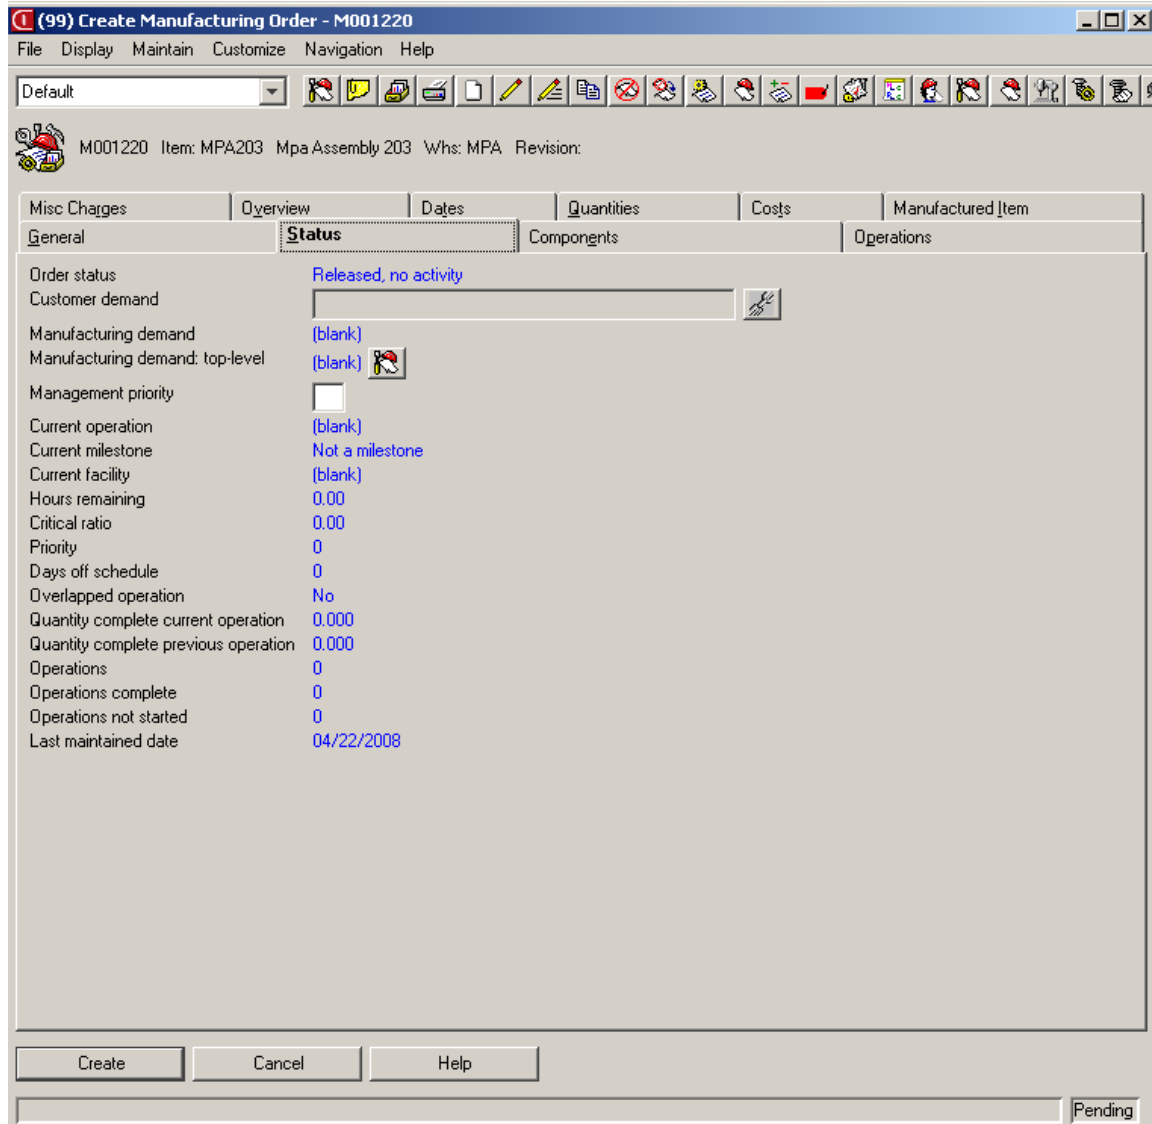 (99) Create Manufacturing Order - M001220
File Display Maintain Customize Navigation Help
Default
M001220 Item: MPA203 Mpa Assembly 203 Whs: MPA Revision:
Misc Charges Overview Dates Quantities Costs Manufactured Item
General Status Components Operations
Order status Released, no activity
Customer demand
Manufacturing demand (blank)
Manufacturing demand: top-level (blank)
Management priority
Current operation (blank)
Current milestone Not a milestone
Current facility (blank)
Hours remaining 0.00
Critical ratio 0.00
Priority 0
Days off schedule 0
Overlapped operation No
Quantity complete current operation 0.000
Quantity complete previous operation 0.000
Operations 0
Operations complete 0
Operations not started 0
Last maintained date 04/22/2008
Create Cancel Help
Pending